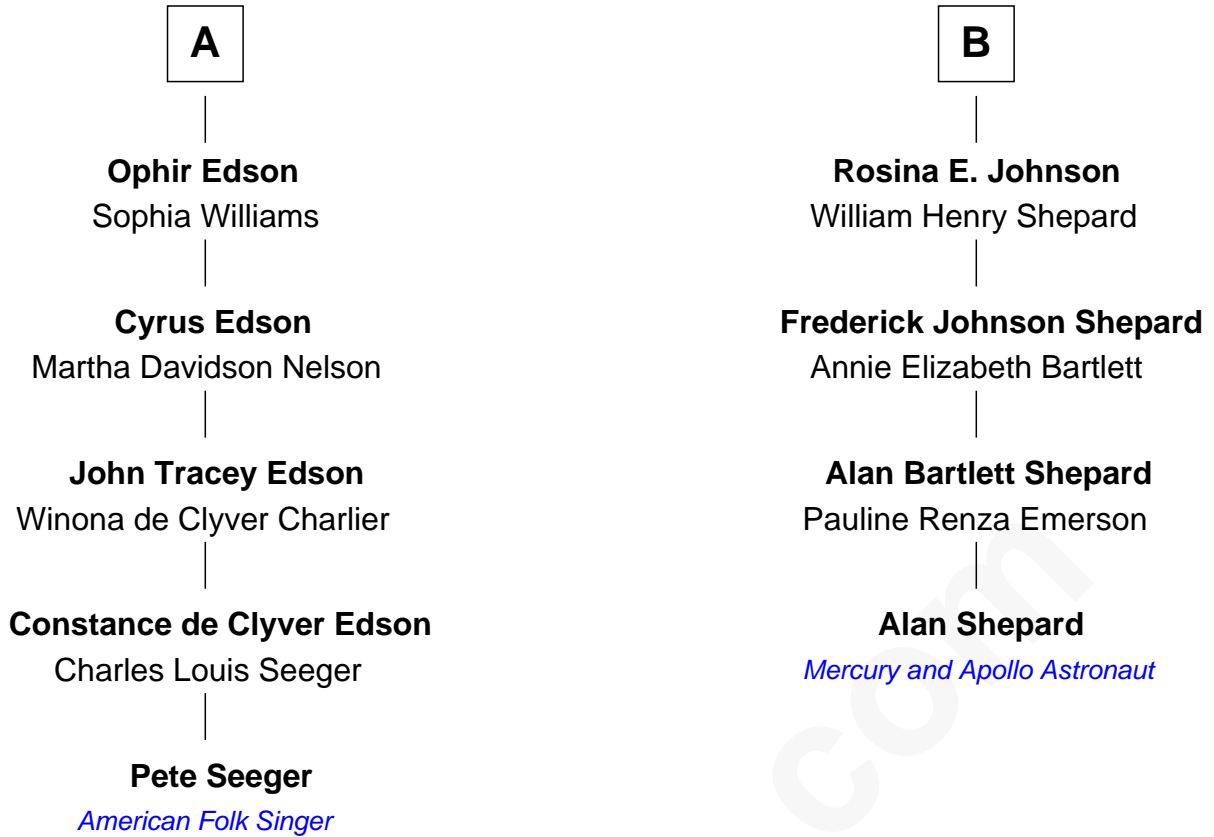 A
Ophir Edson
Sophia Williams
Cyrus Edson
Martha Davidson Nelson
John Tracey Edson
Winona de Clyver Charlier
Constance de Clyver Edson
Charles Louis Seeger
Pete Seeger
American Folk Singer
B
Rosina E. Johnson
William Henry Shepard
Frederick Johnson Shepard
Annie Elizabeth Bartlett
Alan Bartlett Shepard
Pauline Renza Emerson
Alan Shepard
Mercury and Apollo Astronaut
com